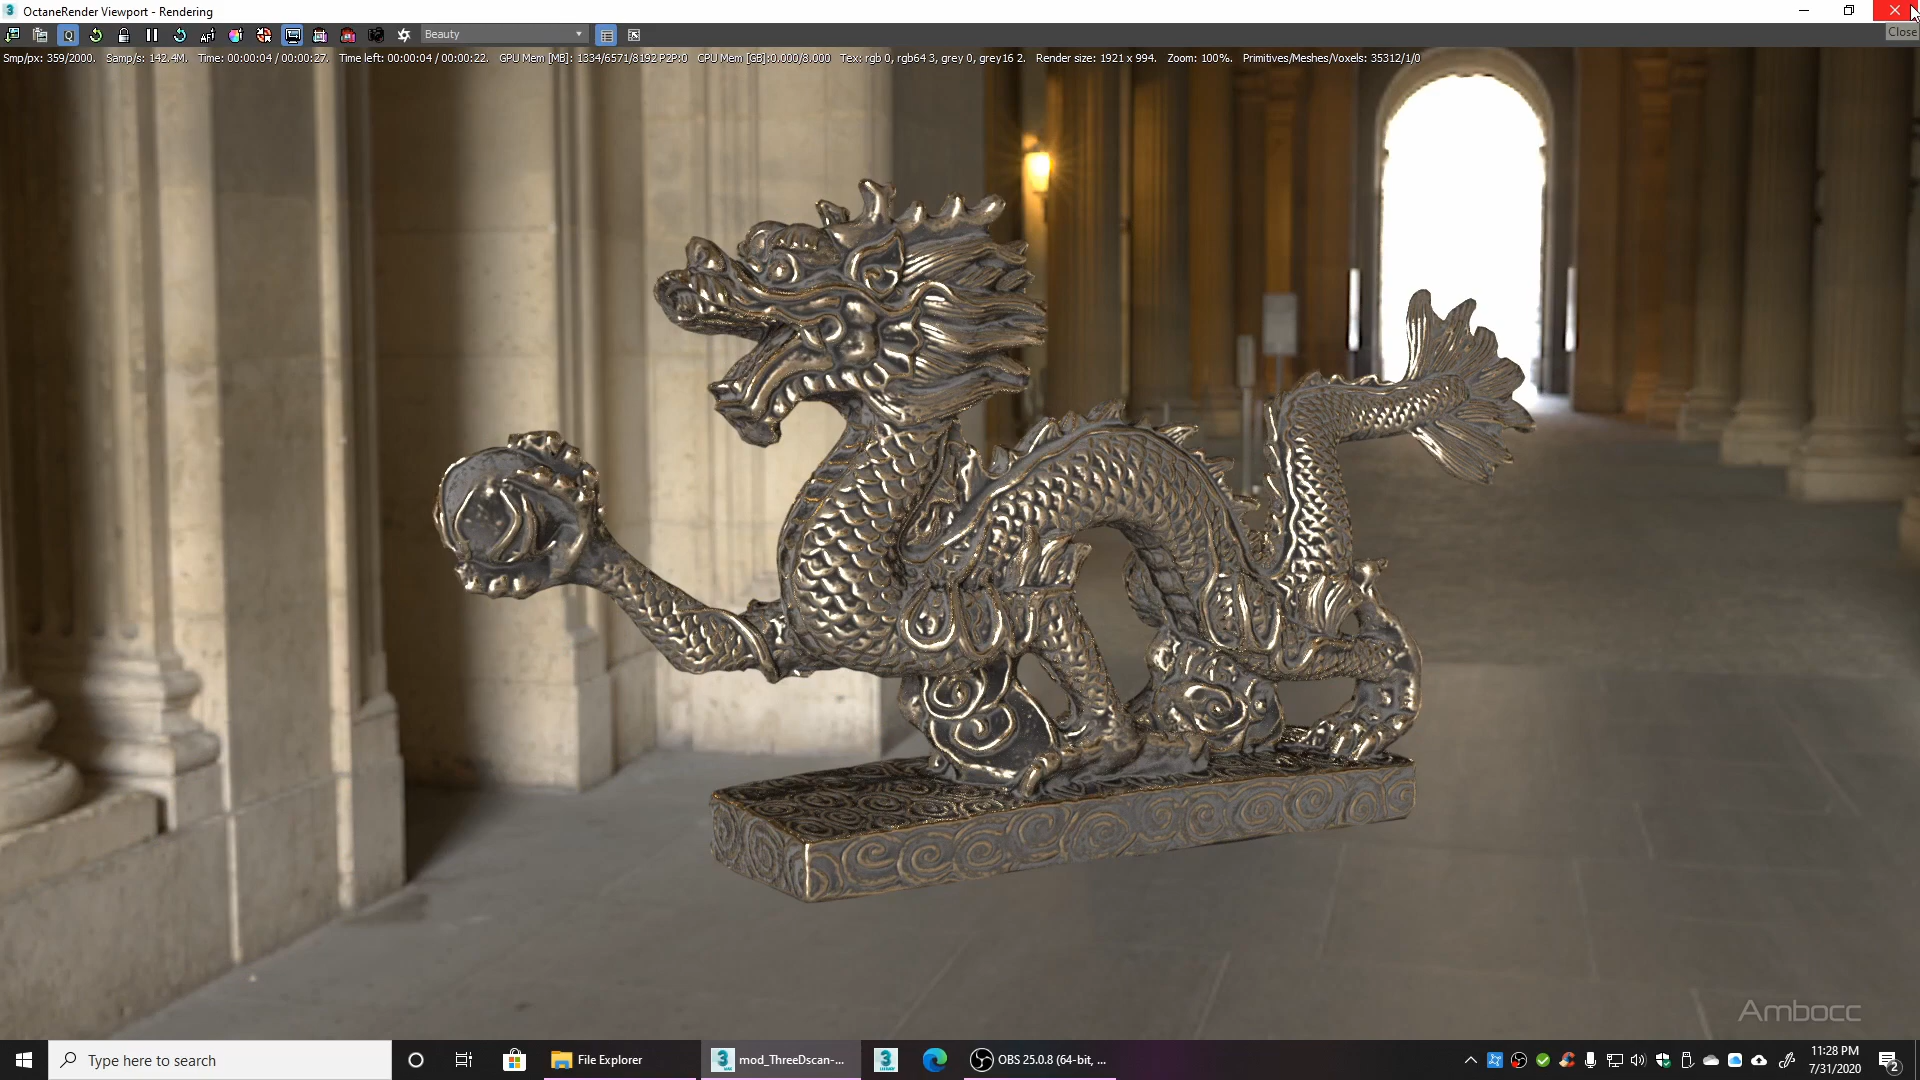 OctaneRender Viewport - Rendering
Beauty
Close
Smp/px: 359/2000. Samp/s: 142.4M. Time: 00:00:04 / 00:00:27. Time left: 00:00:04 / 00:00:22. GPU Mem [MB]: 1334/6571/8192 P2P:0 CPU Mem [GB]:0.000/8.000 Tex: rgb 0, rgb64 3, grey 0, grey16 2. Render size: 1921 x 994. Zoom: 100%. Primitives/Meshes/Voxels: 35312/1/0
Ambocc
Type here to search
File Explorer
mod_ThreeDscan-...
OBS 25.0.8 (64-bit, ...
11:28 PM
7/31/2020
2